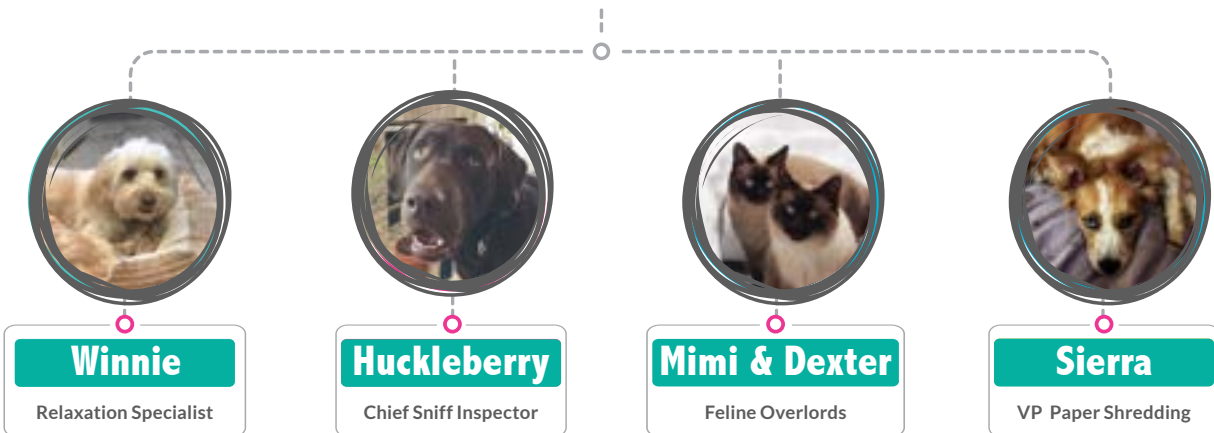 Winnie
Relaxation Specialist
Huckleberry
Chief Sniff Inspector
Mimi & Dexter
Feline Overlords
Sierra
VP Paper Shredding